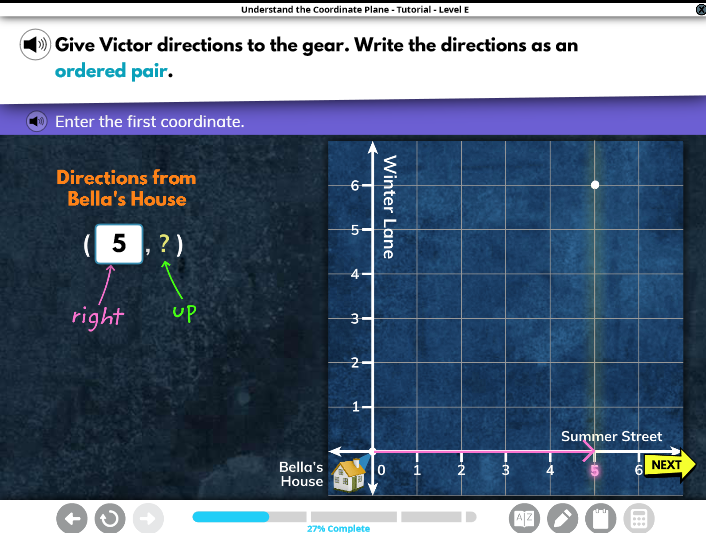 Understand the Coordinate Plane - Tutorial - Level E
X
Give Victor directions to the gear. Write the directions as an
ordered pair.
Enter the first coordinate.
Directions from
Bella's House
( 5 , ? )
right
up
Winter Lane
6
5
4
3
2
1
Summer Street
Bella's
House
0 1 2 3 4 5 6
NEXT
27% Complete
A Z